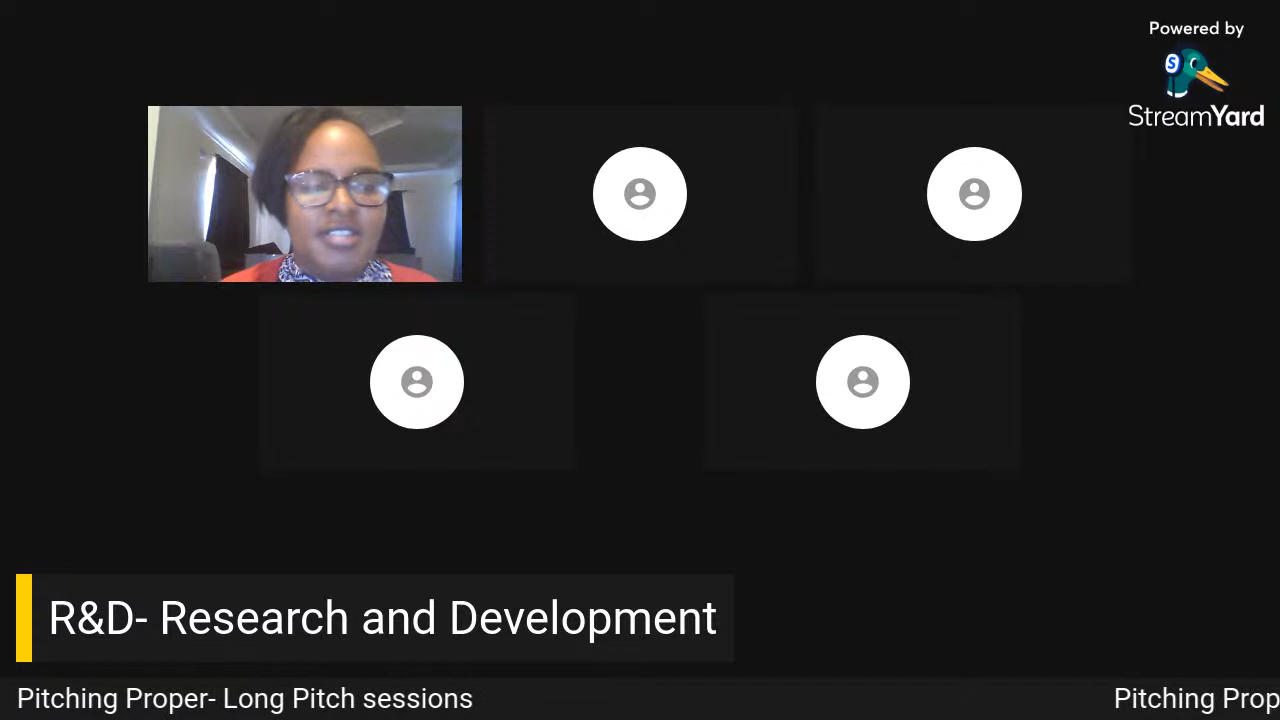 Powered by
S
StreamYard
R&D- Research and Development
Pitching Proper- Long Pitch sessions
Pitching Prop